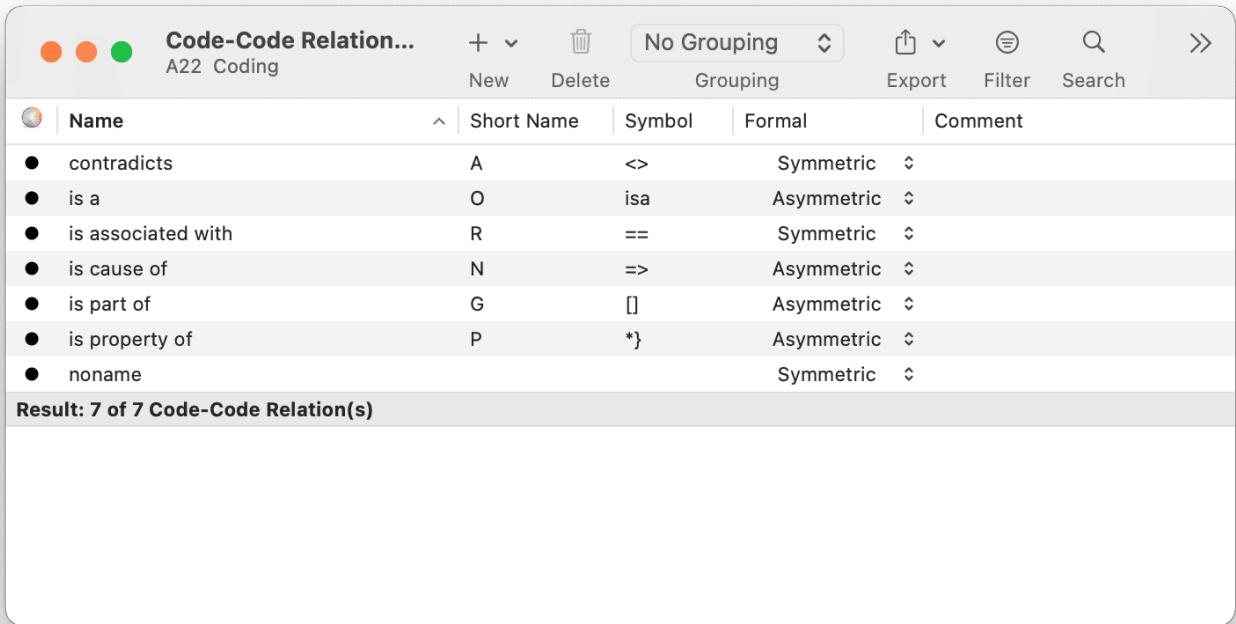 Code-Code Relation...
A22 Coding
New
Delete
No Grouping
Grouping
Export
Filter
Search
Name Short Name Symbol Formal Comment
contradicts A <> Symmetric
is a O isa Asymmetric
is associated with R == Symmetric
is cause of N => Asymmetric
is part of G [] Asymmetric
is property of P *} Asymmetric
noname Symmetric
Result: 7 of 7 Code-Code Relation(s)